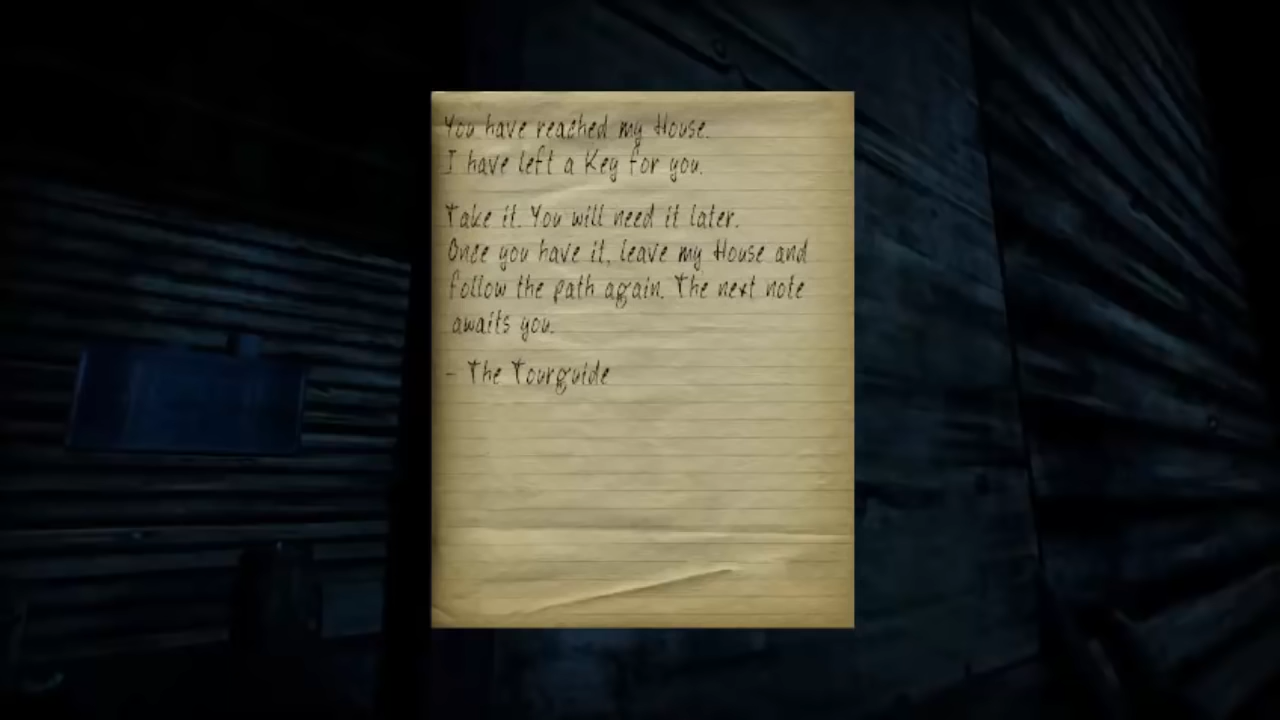 You have reached my House.
I have left a Key for you.
Take it. You will need it later.
Once you have it, leave my House and
follow the path again. The next note
awaits you.
- The Tourguide